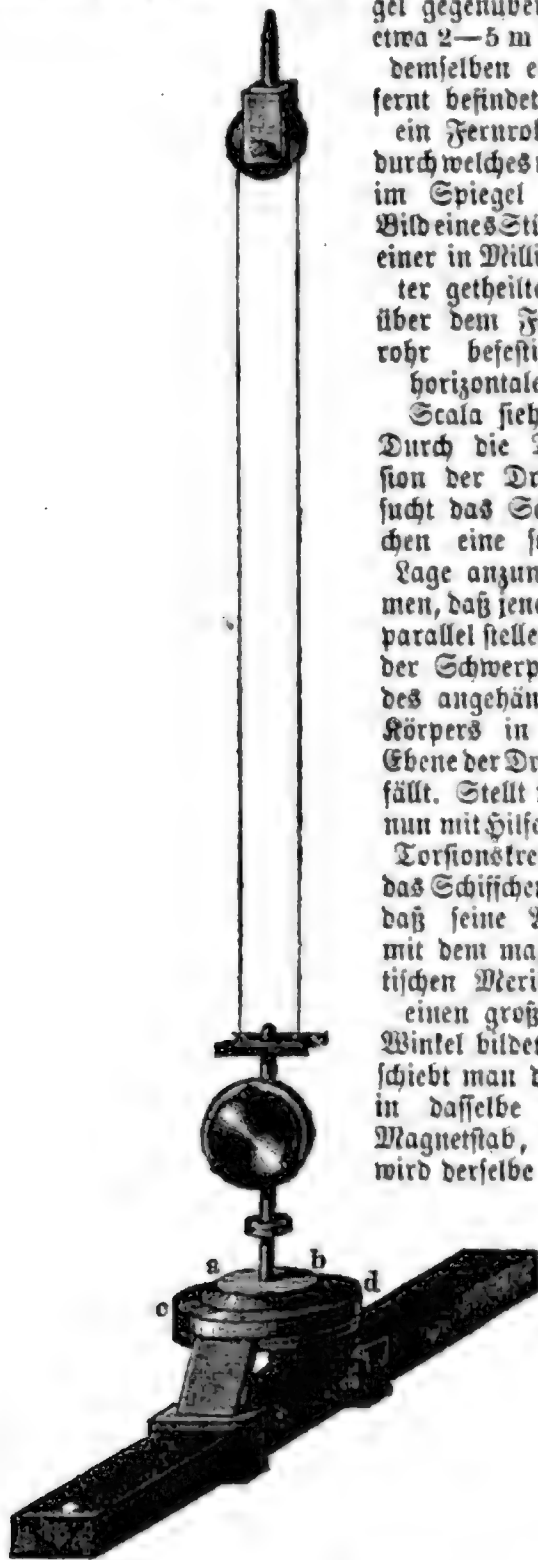 gel gegenüber
etwa 2—5 m
demſelben e
fernt befindet
ein Fernroh
durch welches
im Spiegel
Bild eines Stü
einer in Milli
ter getheilte
über dem F
rohr befeſti
horizontale
Scala ſieh
Durch die
ſion der Dr
ſucht das Sc
chen eine ſ
Lage anzun
men, daß jene
parallel ſtelle
der Schwerp
des angehän
Körpers in
Ebene der Dr
fällt. Stellt
nun mit Hilfe
Torſionskre
das Schiffchen
daß ſeine
mit dem ma
tiſchen Meri
einen groß
Winkel bildet
ſchiebt man d
in daſſelbe
Magnetſtab,
wird derſelbe
a b
c d